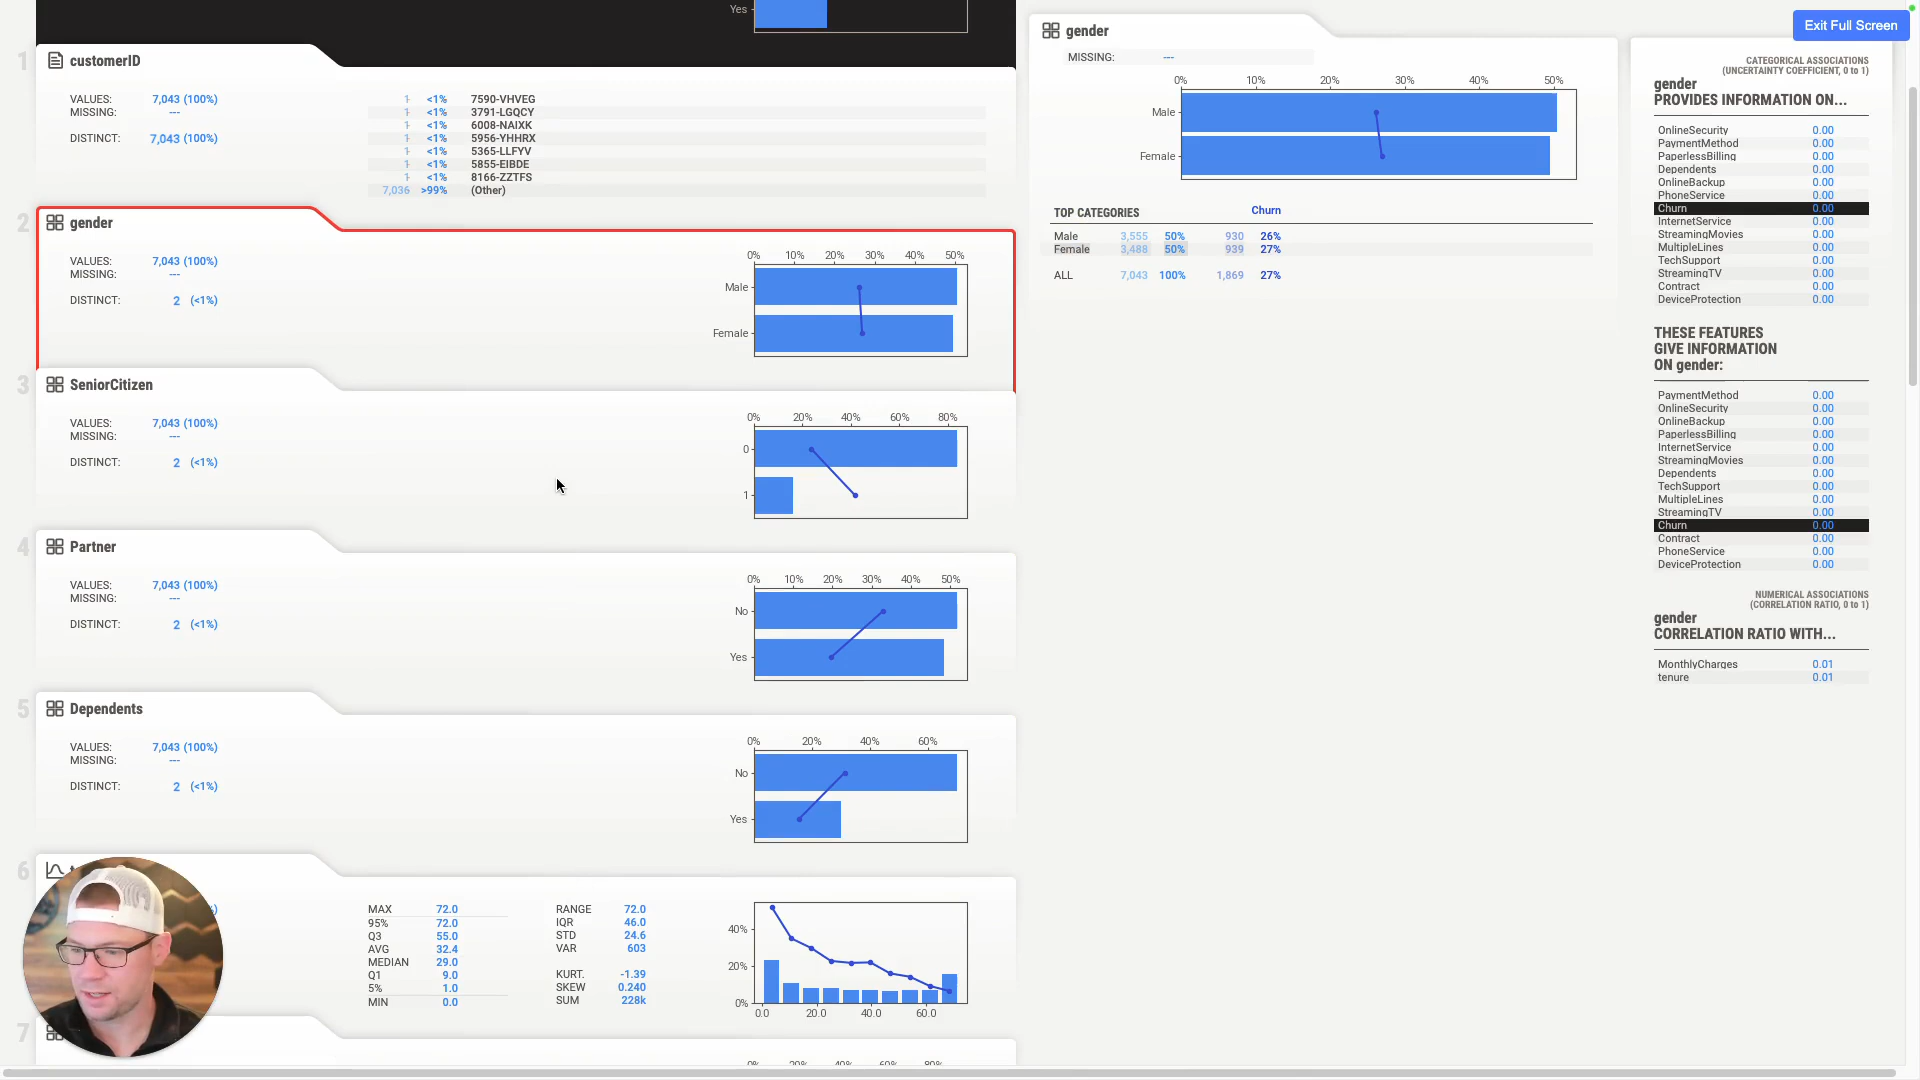 Yes
1
customerID
VALUES: 7,043 (100%)
MISSING: ---
DISTINCT: 7,043 (100%)
1 <1% 7590-VHVEG
1 <1% 3791-LGQCY
1 <1% 6008-NAIXK
1 <1% 5956-YHHRX
1 <1% 5365-LLFYV
1 <1% 5855-EIBDE
1 <1% 8166-ZZTFS
7,036 >99% (Other)
2
gender
VALUES: 7,043 (100%)
MISSING: ---
DISTINCT: 2 (<1%)
0% 10% 20% 30% 40% 50%
Male
Female
3
SeniorCitizen
VALUES: 7,043 (100%)
MISSING: ---
DISTINCT: 2 (<1%)
0% 20% 40% 60% 80%
0
1
4
Partner
VALUES: 7,043 (100%)
MISSING: ---
DISTINCT: 2 (<1%)
0% 10% 20% 30% 40% 50%
No
Yes
5
Dependents
VALUES: 7,043 (100%)
MISSING: ---
DISTINCT: 2 (<1%)
0% 20% 40% 60%
No
Yes
6
MAX 72.0
95% 72.0
Q3 55.0
AVG 32.4
MEDIAN 29.0
Q1 9.0
5% 1.0
MIN 0.0
RANGE 72.0
IQR 46.0
STD 24.6
VAR 603
KURT. -1.39
SKEW 0.240
SUM 228k
40%
20%
0%
0.0 20.0 40.0 60.0
7
0% 20% 40% 60% 80%
gender
MISSING: ---
0% 10% 20% 30% 40% 50%
Male
Female
TOP CATEGORIES Churn
Male 3,555 50% 930 26%
Female 3,488 50% 939 27%
ALL 7,043 100% 1,869 27%
Exit Full Screen
CATEGORICAL ASSOCIATIONS
(UNCERTAINTY COEFFICIENT, 0 to 1)
gender
PROVIDES INFORMATION ON...
OnlineSecurity 0.00
PaymentMethod 0.00
PaperlessBilling 0.00
Dependents 0.00
OnlineBackup 0.00
PhoneService 0.00
Churn 0.00
InternetService 0.00
StreamingMovies 0.00
MultipleLines 0.00
TechSupport 0.00
StreamingTV 0.00
Contract 0.00
DeviceProtection 0.00
THESE FEATURES
GIVE INFORMATION
ON gender:
PaymentMethod 0.00
OnlineSecurity 0.00
OnlineBackup 0.00
PaperlessBilling 0.00
InternetService 0.00
StreamingMovies 0.00
Dependents 0.00
TechSupport 0.00
MultipleLines 0.00
StreamingTV 0.00
Churn 0.00
Contract 0.00
PhoneService 0.00
DeviceProtection 0.00
NUMERICAL ASSOCIATIONS
(CORRELATION RATIO, 0 to 1)
gender
CORRELATION RATIO WITH...
MonthlyCharges 0.01
tenure 0.01